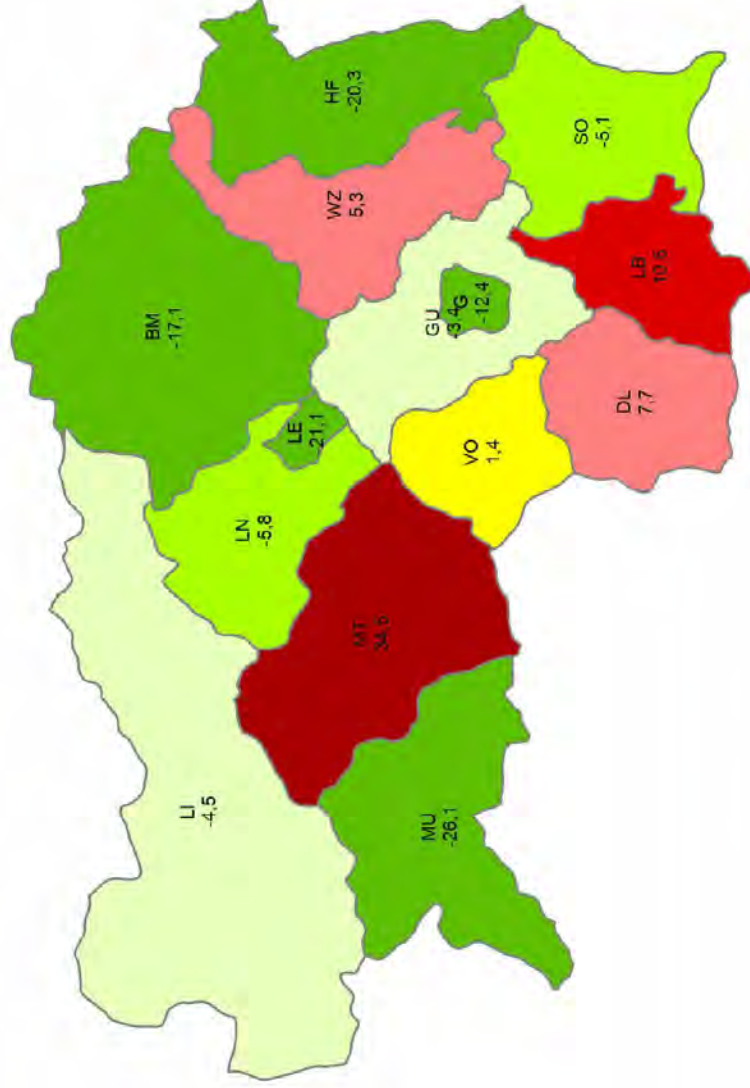 BM
-17,1
LI
-4,5
LN
-5,8
LE
-21,1
WZ
5,3
HF
-20,3
MT
34,6
MU
-26,1
GU
-3,4
G
-12,4
VO
1,4
SO
-5,1
DL
7,7
LB
10,6